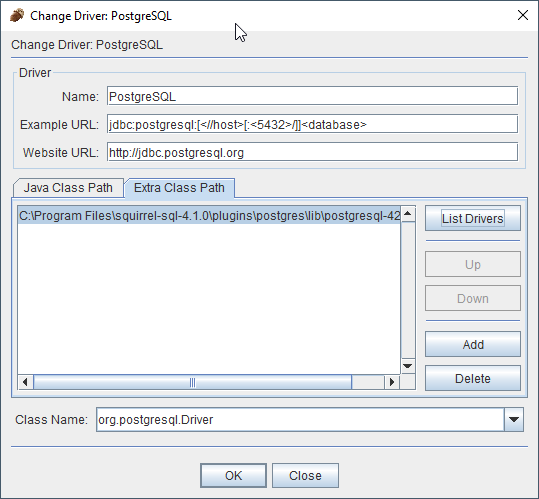 Change Driver: PostgreSQL
Change Driver: PostgreSQL
Driver
Name: PostgreSQL
Example URL: jdbc:postgresql:[<//host>[:<5432>/]]<database>
Website URL: http://jdbc.postgresql.org
Java Class Path Extra Class Path
C:\Program Files\squirrel-sql-4.1.0\plugins\postgres\lib\postgresql-42
List Drivers
Up
Down
Add
Delete
Class Name: org.postgresql.Driver
OK Close